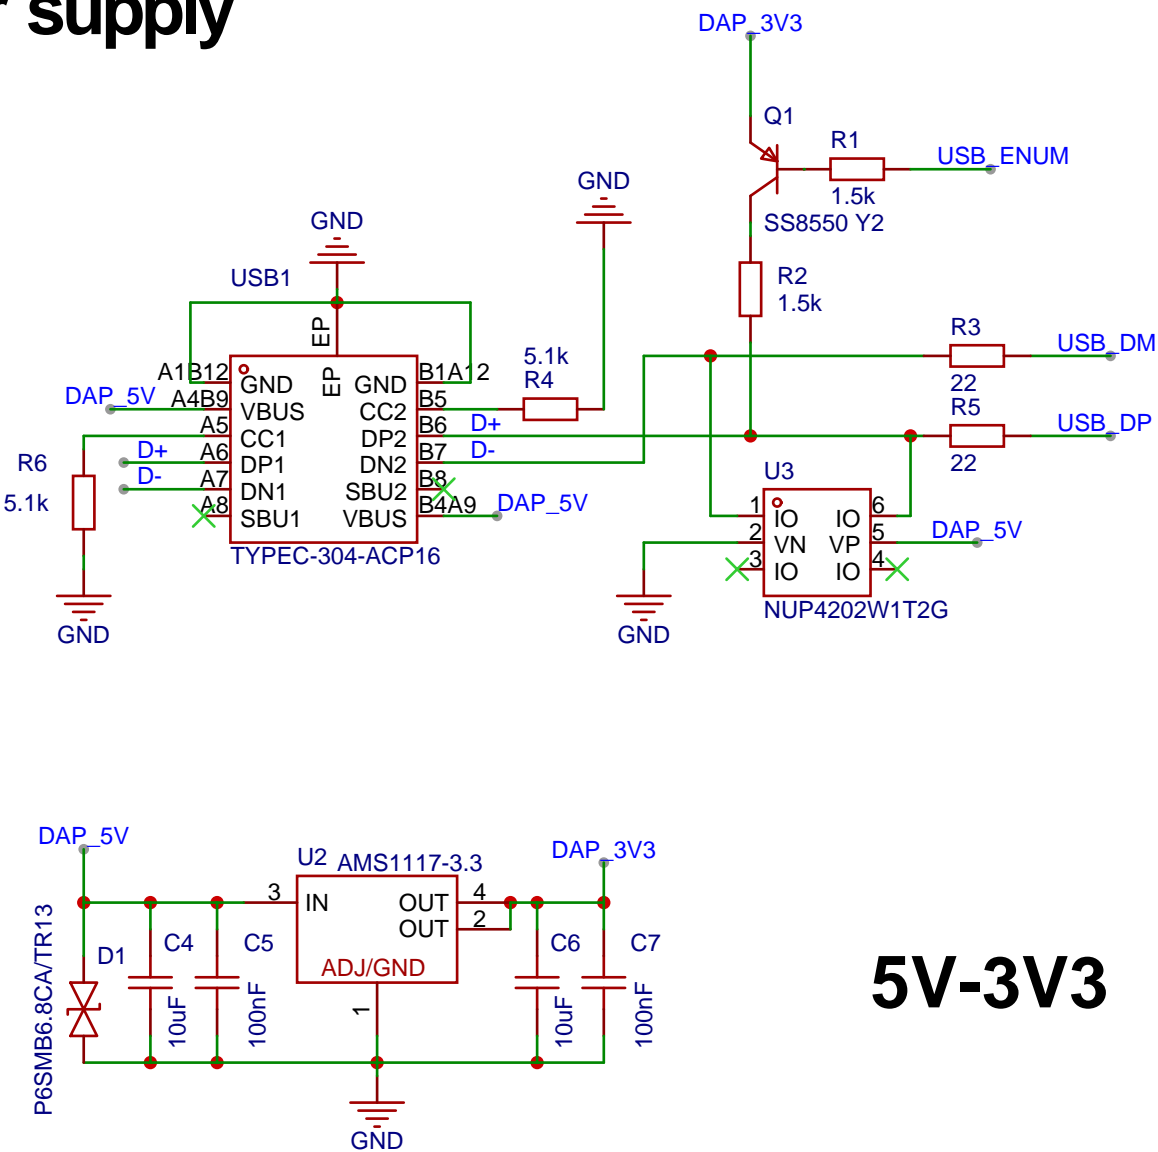 supply
DAP_3V3
Q1
R1
USB_ENUM
1.5k
SS8550 Y2
GND
GND
USB1
R2
1.5k
EP
EP
R3
USB_DM
22
5.1k
R4
A1B12
GND
GND
B1A12
DAP_5V
A4B9
VBUS
CC2
B5
A5
CC1
DP2
B6
D+
R5
USB_DP
22
D+
A6
DP1
DN2
B7
D-
R6
5.1k
D-
A7
DN1
SBU2
B8
A8
SBU1
VBUS
B4A9
DAP_5V
TYPEC-304-ACP16
GND
U3
1
IO
IO
6
2
VN
VP
5
DAP_5V
3
IO
IO
4
NUP4202W1T2G
GND
DAP_5V
U2
AMS1117-3.3
DAP_3V3
3
IN
OUT
4
OUT
2
ADJ/GND
1
P6SMB6.8CA/TR13
D1
C4
10uF
C5
100nF
C6
10uF
C7
100nF
GND
5V-3V3